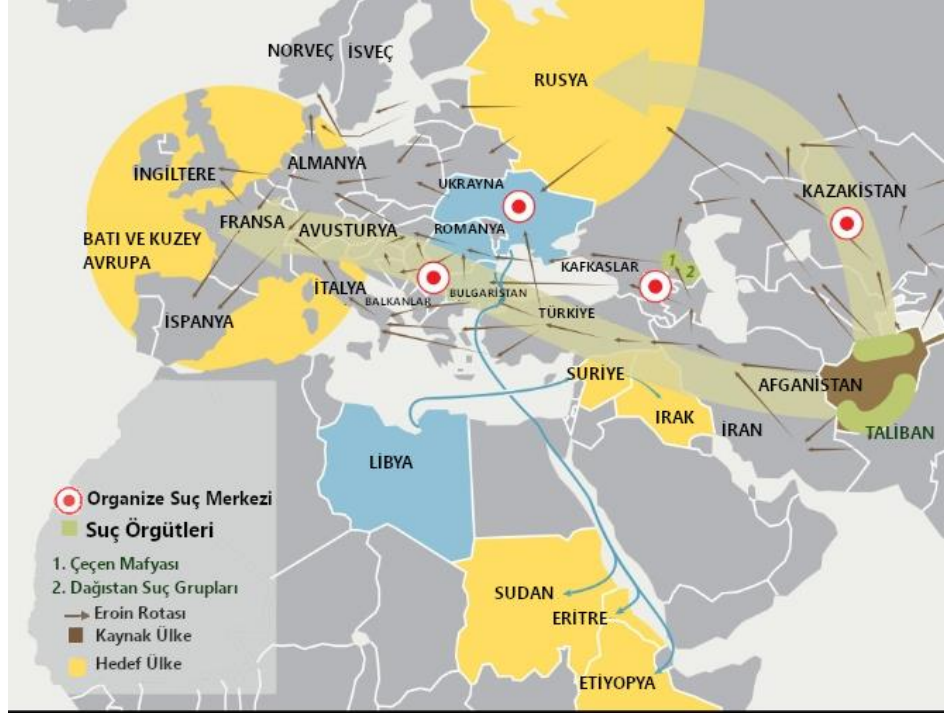 NORVEÇ
İSVEÇ
RUSYA
İNGİLTERE
ALMANYA
UKRAYNA
KAZAKİSTAN
FRANSA
AVUSTURYA
ROMANYA
BATI VE KUZEY
AVRUPA
KAFKASLAR
1
2
İTALYA
BALKANLAR
BULGARİSTAN
TÜRKİYE
İSPANYA
SURİYE
AFGANİSTAN
IRAK
İRAN
TALİBAN
LİBYA
Organize Suç Merkezi
Suç Örgütleri
1. Çeçen Mafyası
2. Dağıstan Suç Grupları
Eroin Rotası
Kaynak Ülke
Hedef Ülke
SUDAN
ERİTRE
ETİYOPYA